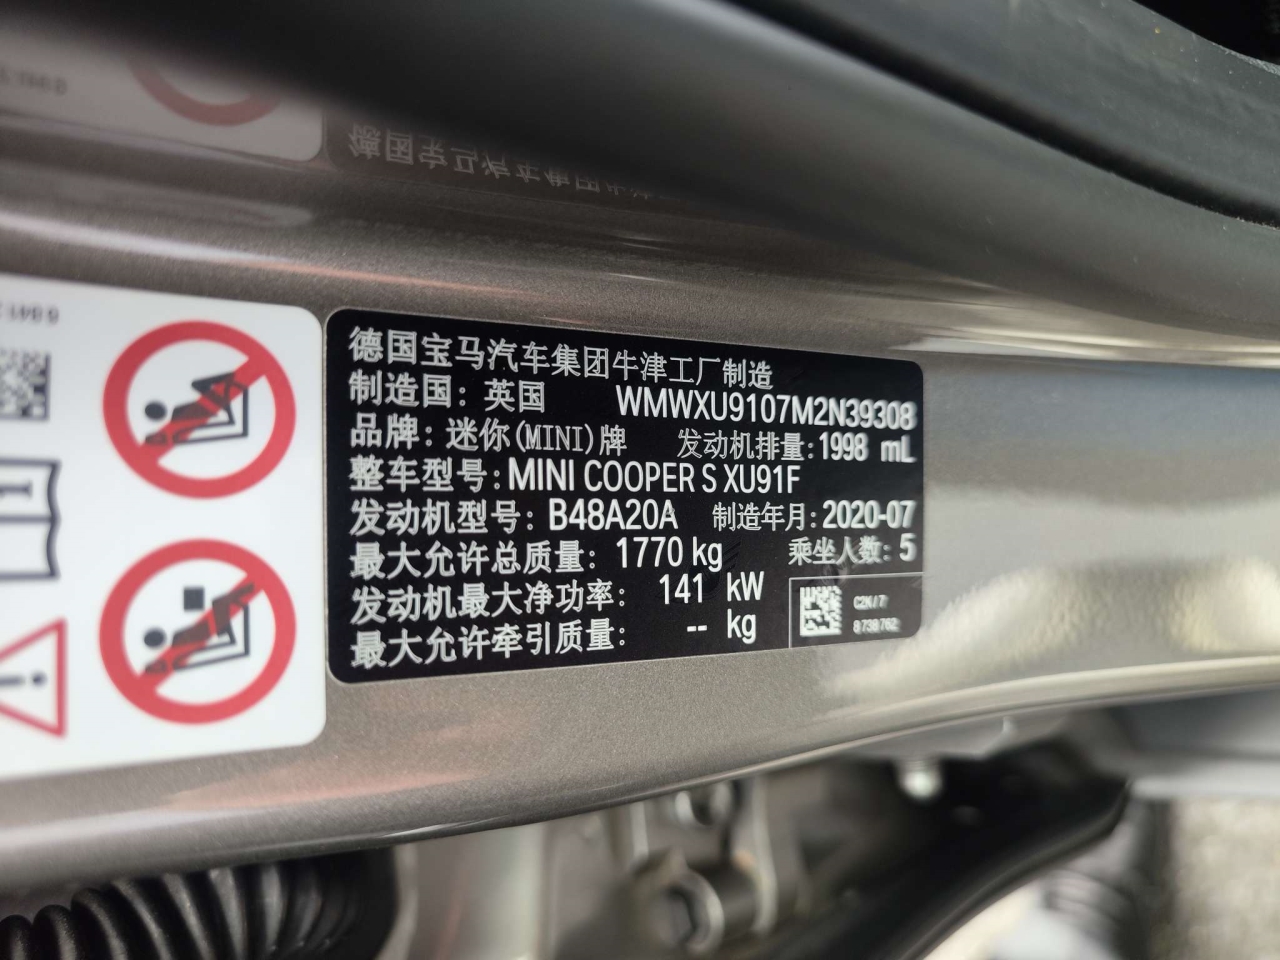 德国宝马汽车集团牛津工厂制造
制造国: 英国 WMWXU9107M2N39308
品牌: 迷你(MINI)牌 发动机排量: 1998 mL
整车型号: MINI COOPER S XU91F
发动机型号: B48A20A 制造年月: 2020-07
最大允许总质量: 1770 kg 乘坐人数: 5
发动机最大净功率: 141 kW
最大允许牵引质量: -- kg
C2K/7
8738762